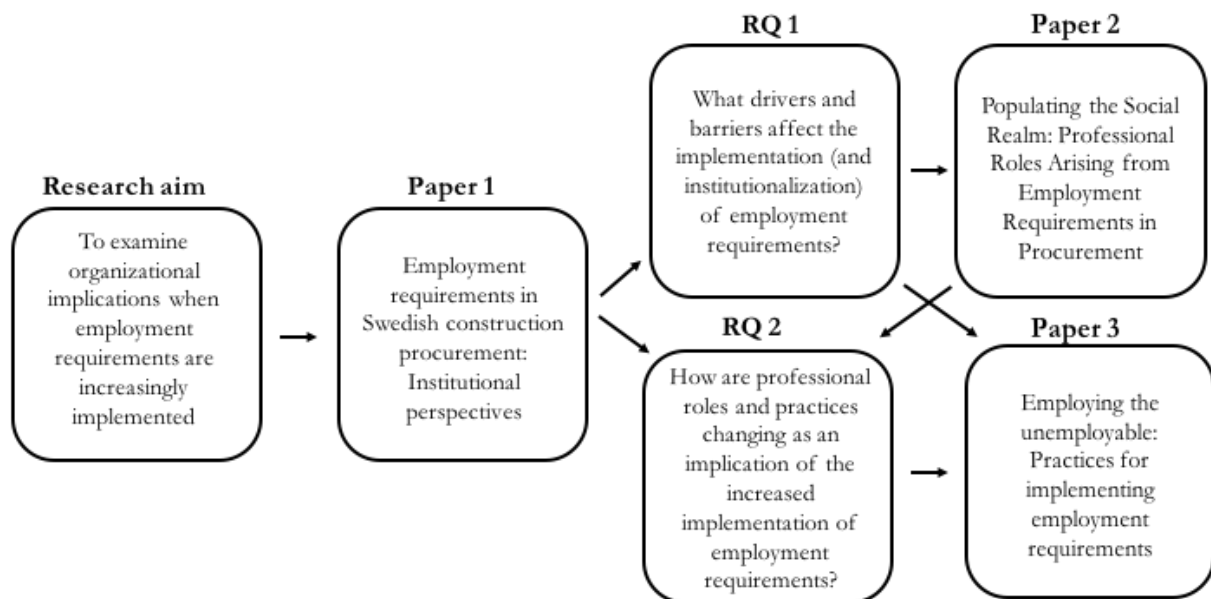 Research aim
To examine
organizational
implications when
employment
requirements are
increasingly
implemented
Paper 1
Employment
requirements in
Swedish construction
procurement:
Institutional
perspectives
RQ 1
What drivers and
barriers affect the
implementation (and
institutionalization)
of employment
requirements?
Paper 2
Populating the Social
Realm: Professional
Roles Arising from
Employment
Requirements in
Procurement
RQ 2
How are professional
roles and practices
changing as an
implication of the
increased
implementation of
employment
requirements?
Paper 3
Employing the
unemployable:
Practices for
implementing
employment
requirements